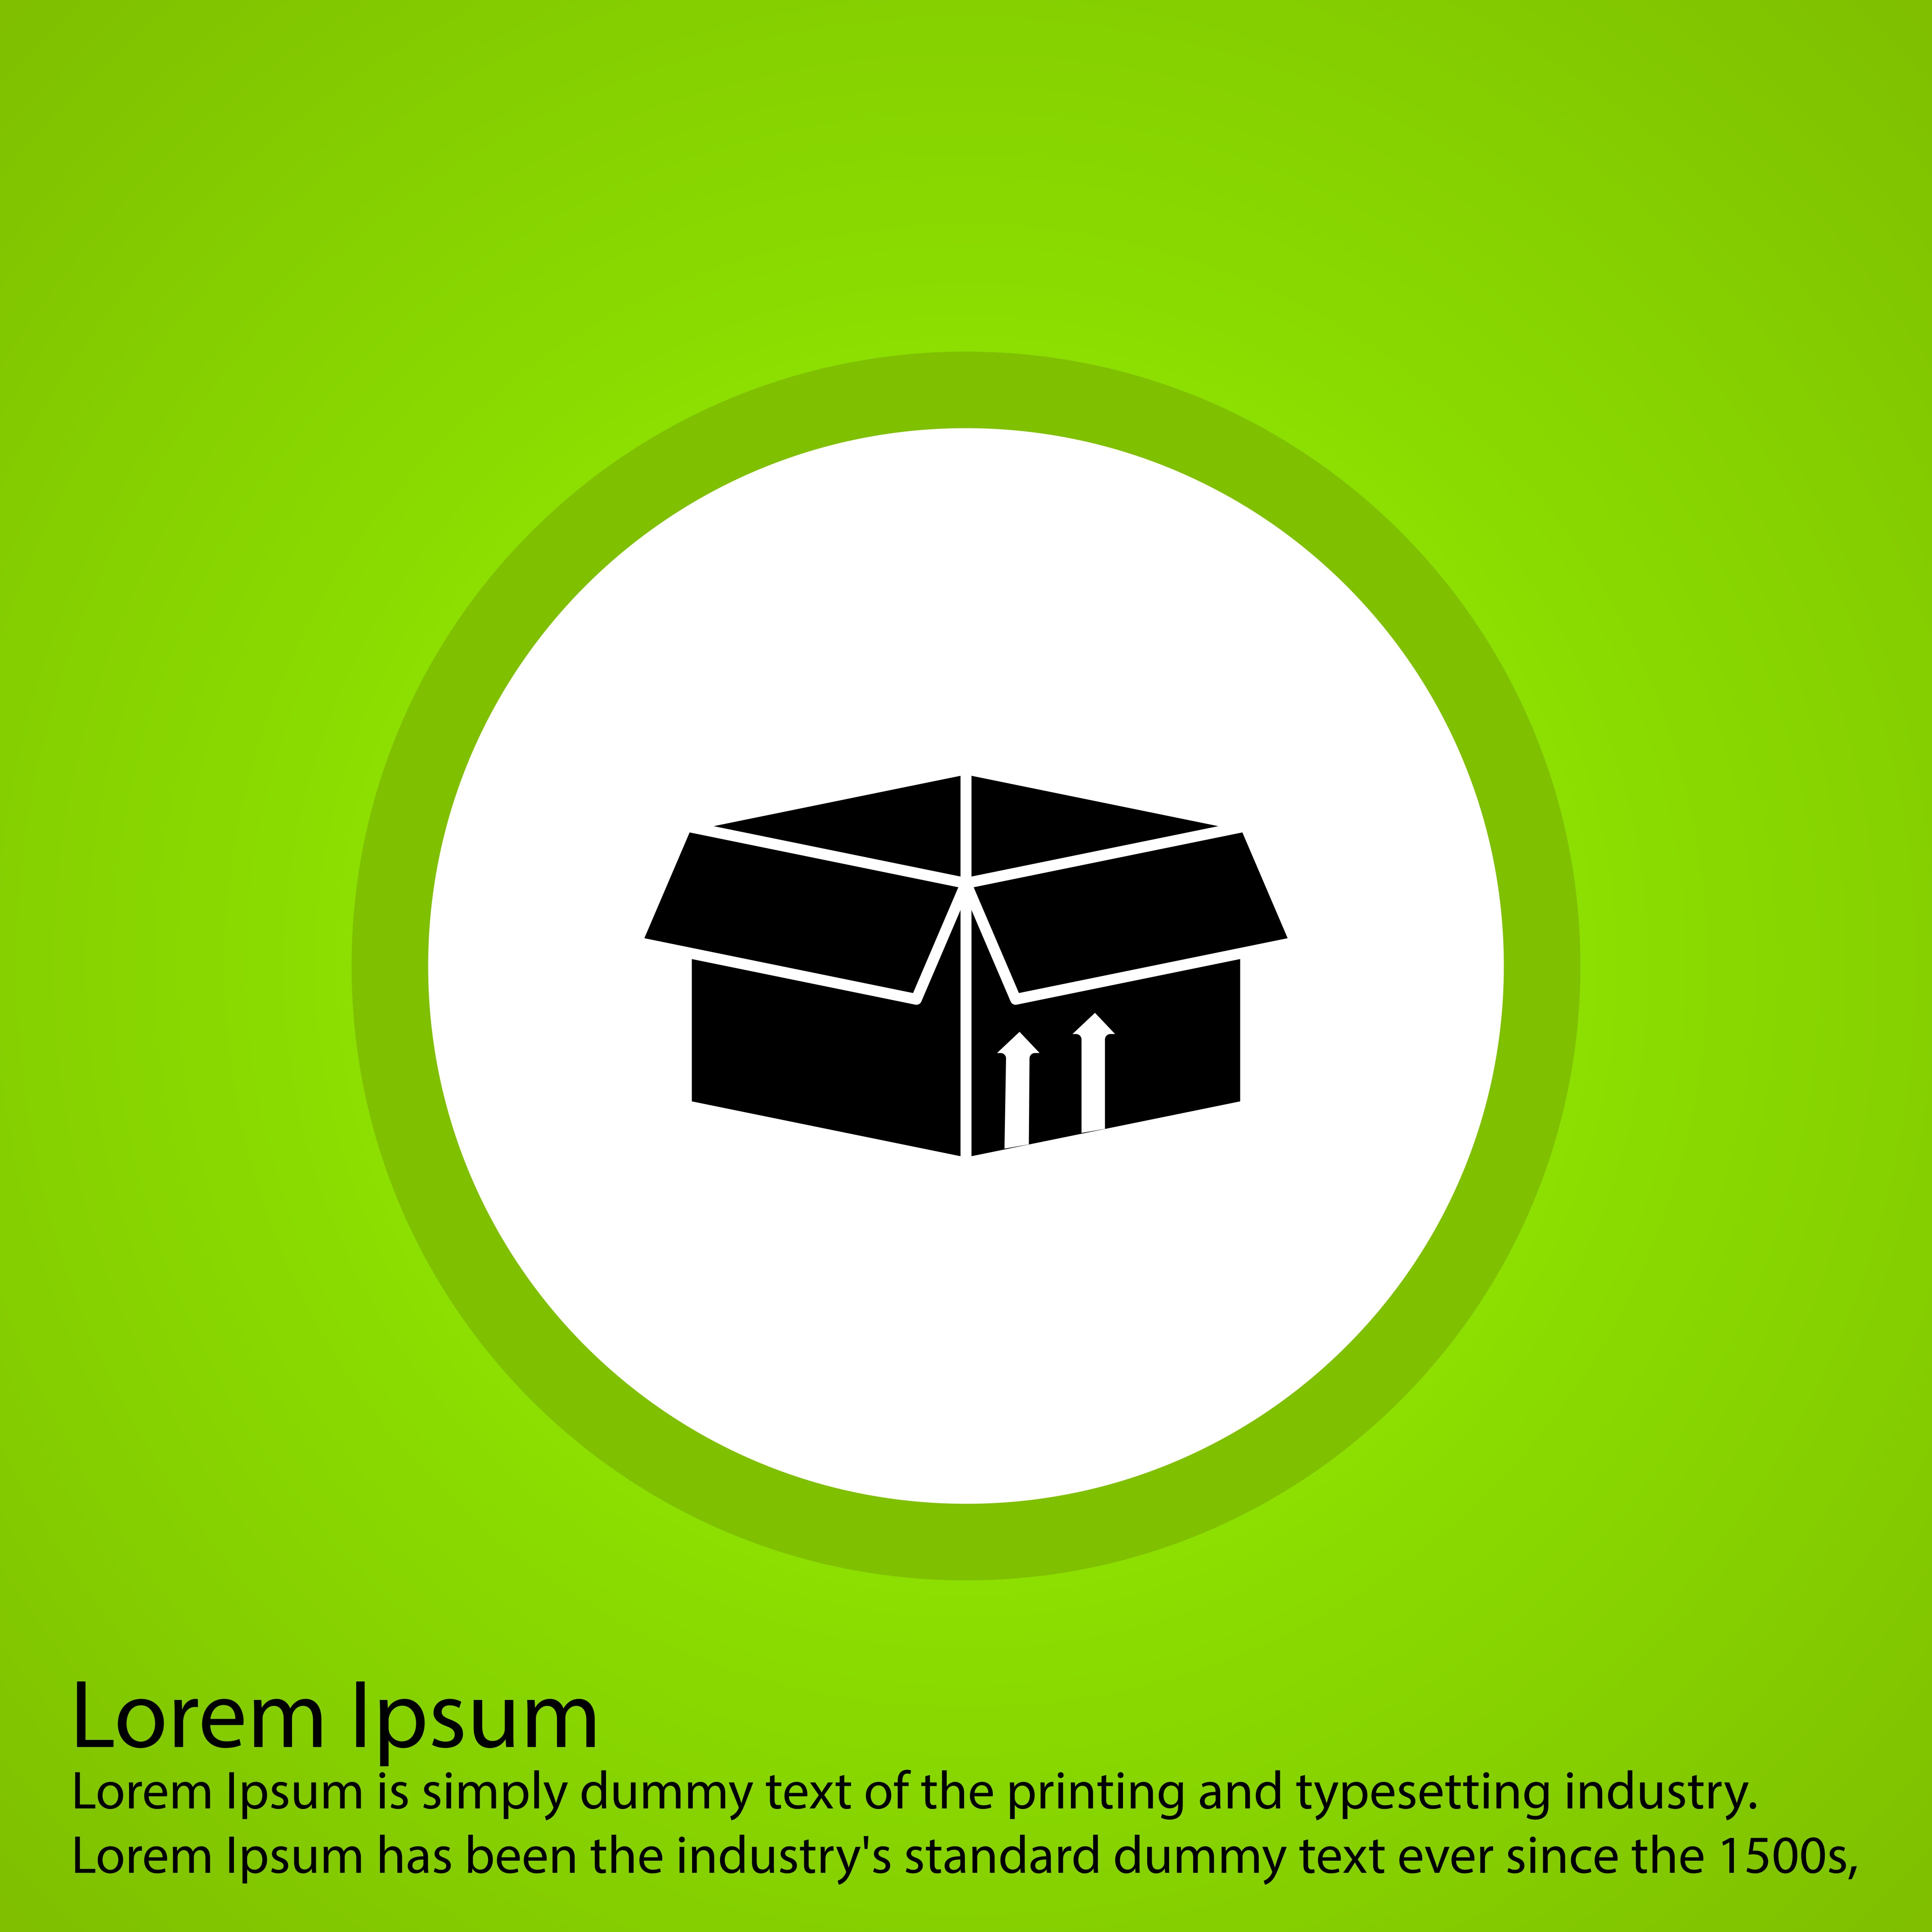 Lorem Ipsum
Lorem Ipsum is simply dummy text of the printing and typesetting industry.
Lorem Ipsum has been the industry's standard dummy text ever since the 1500s,